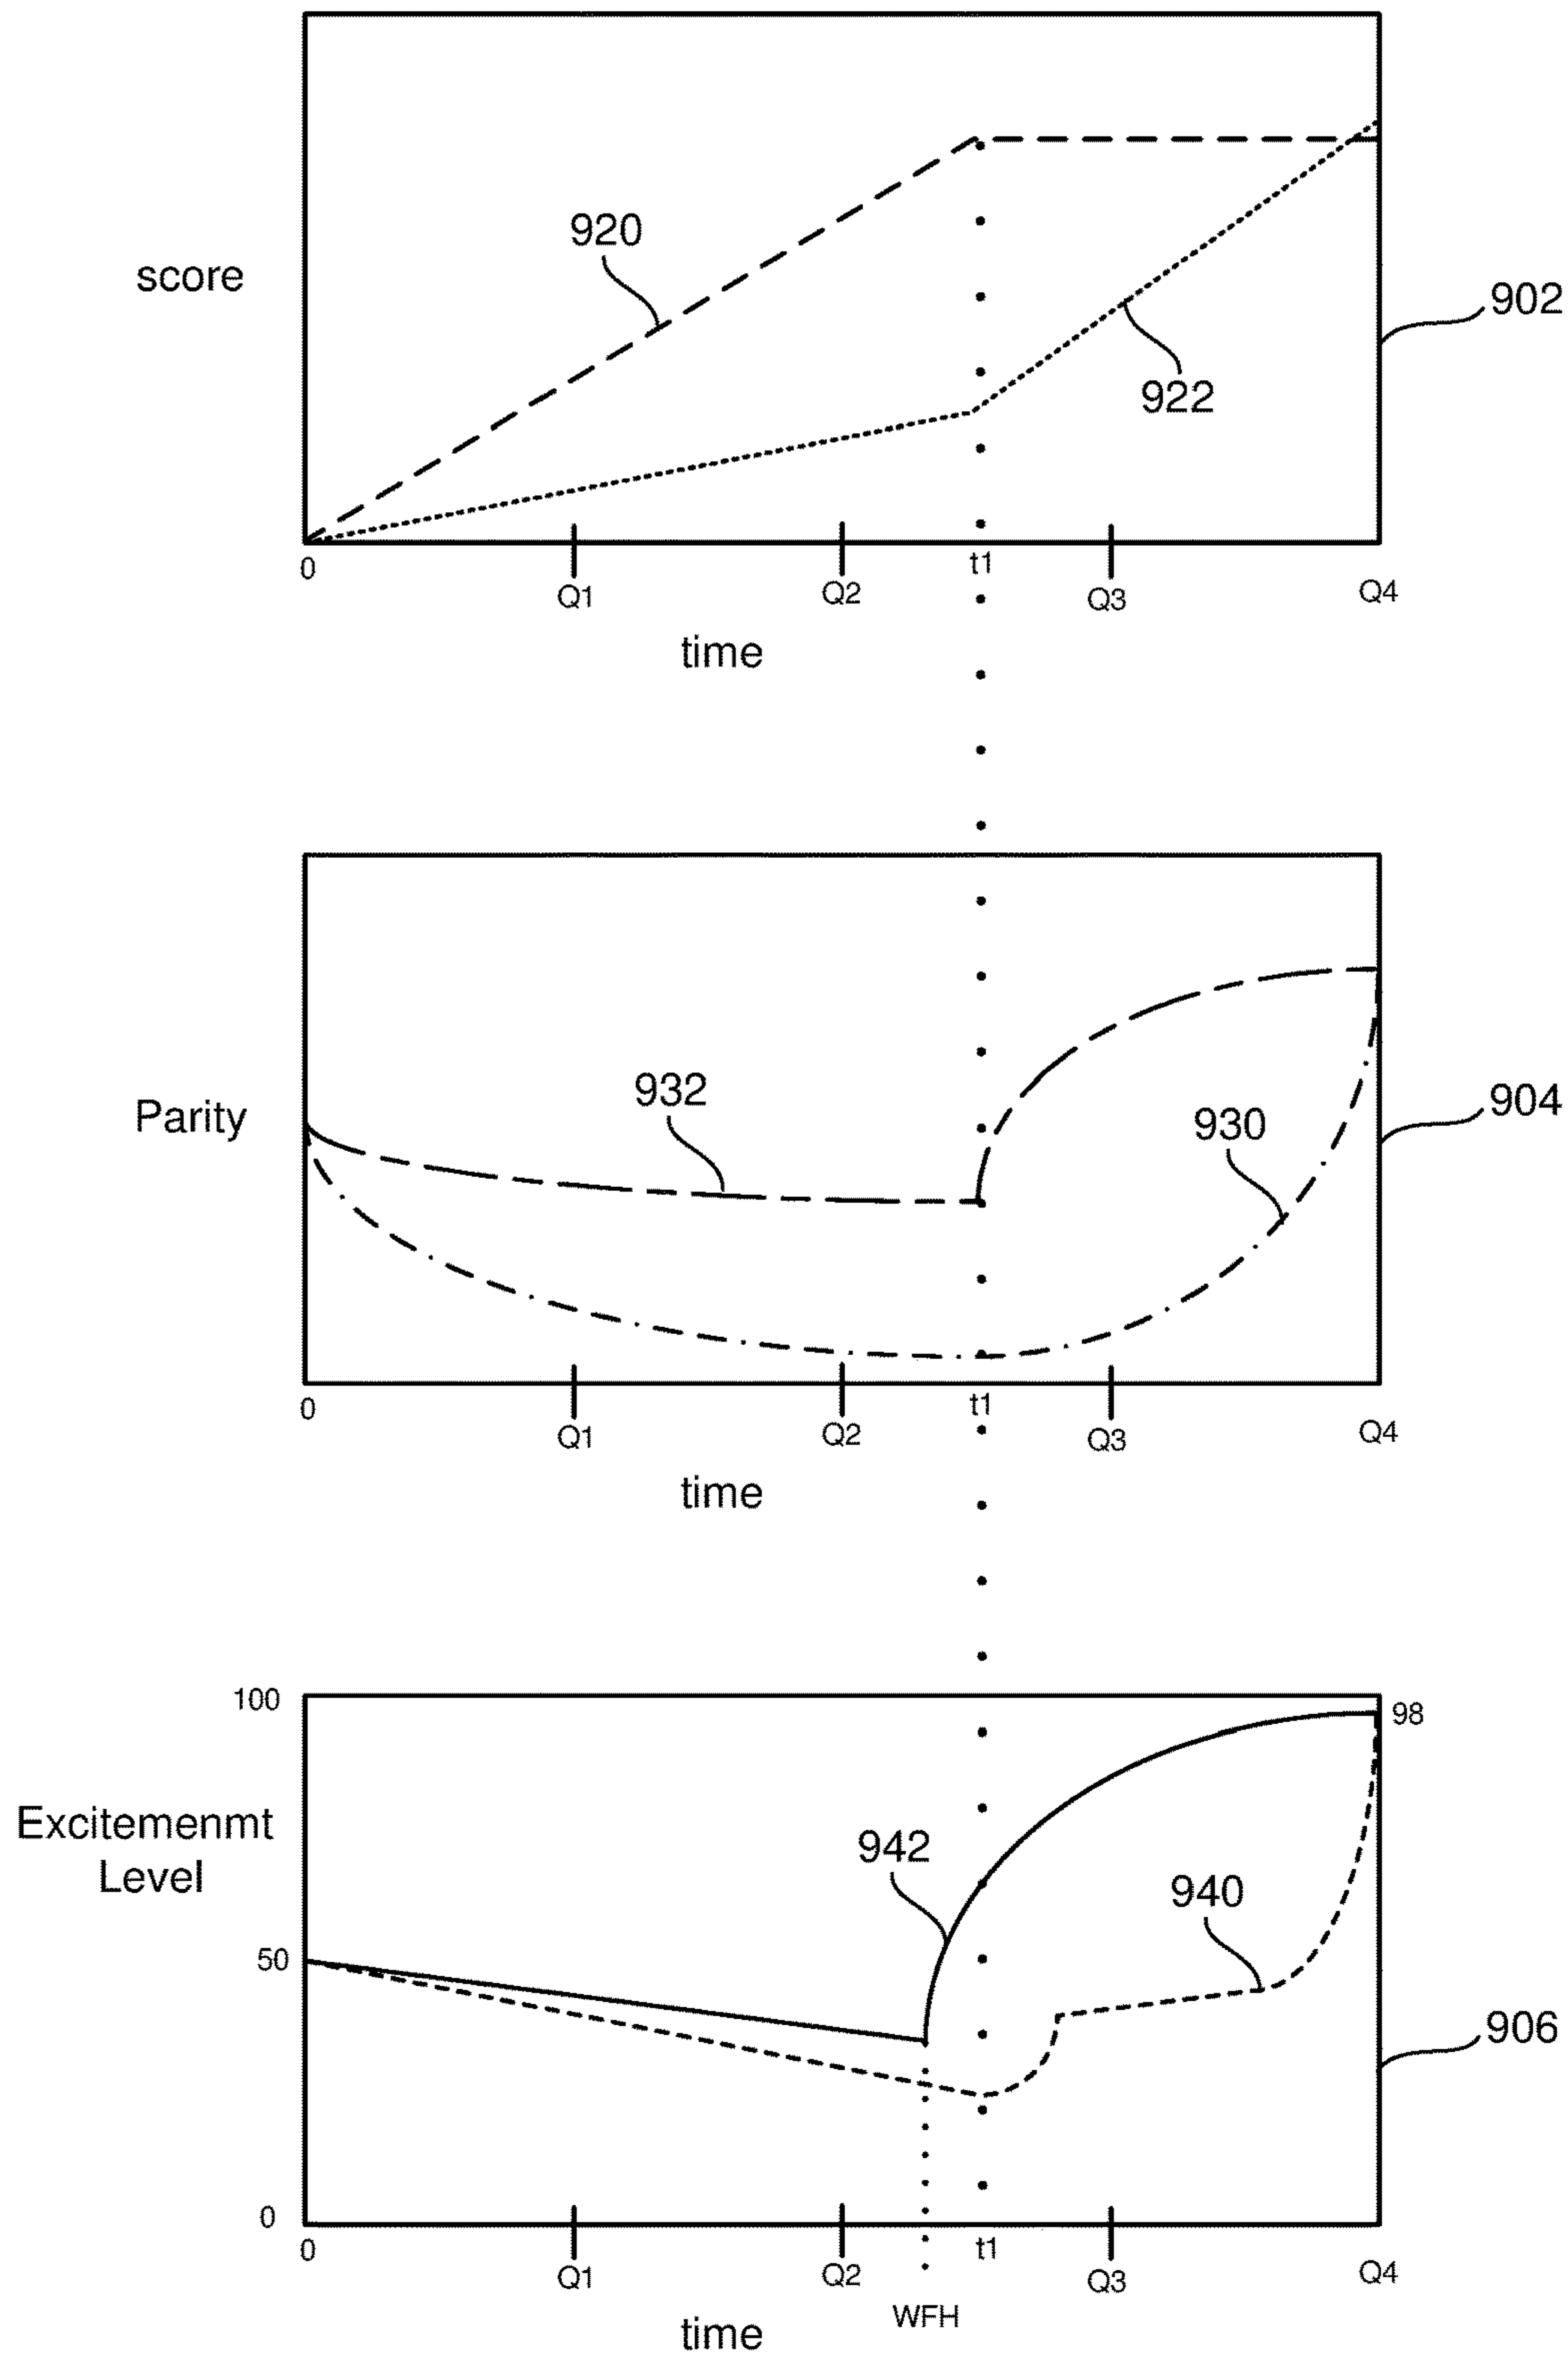 920
score
902
922
0
t1
Q1
Q2
Q3
Q4
time
932
Parity
904
930
0
t1
Q1
Q2
Q3
Q4
time
100
98
Excitemenmt
Level
942
940
50
906
0
0
t1
Q1
Q2
Q3
Q4
WFH
time